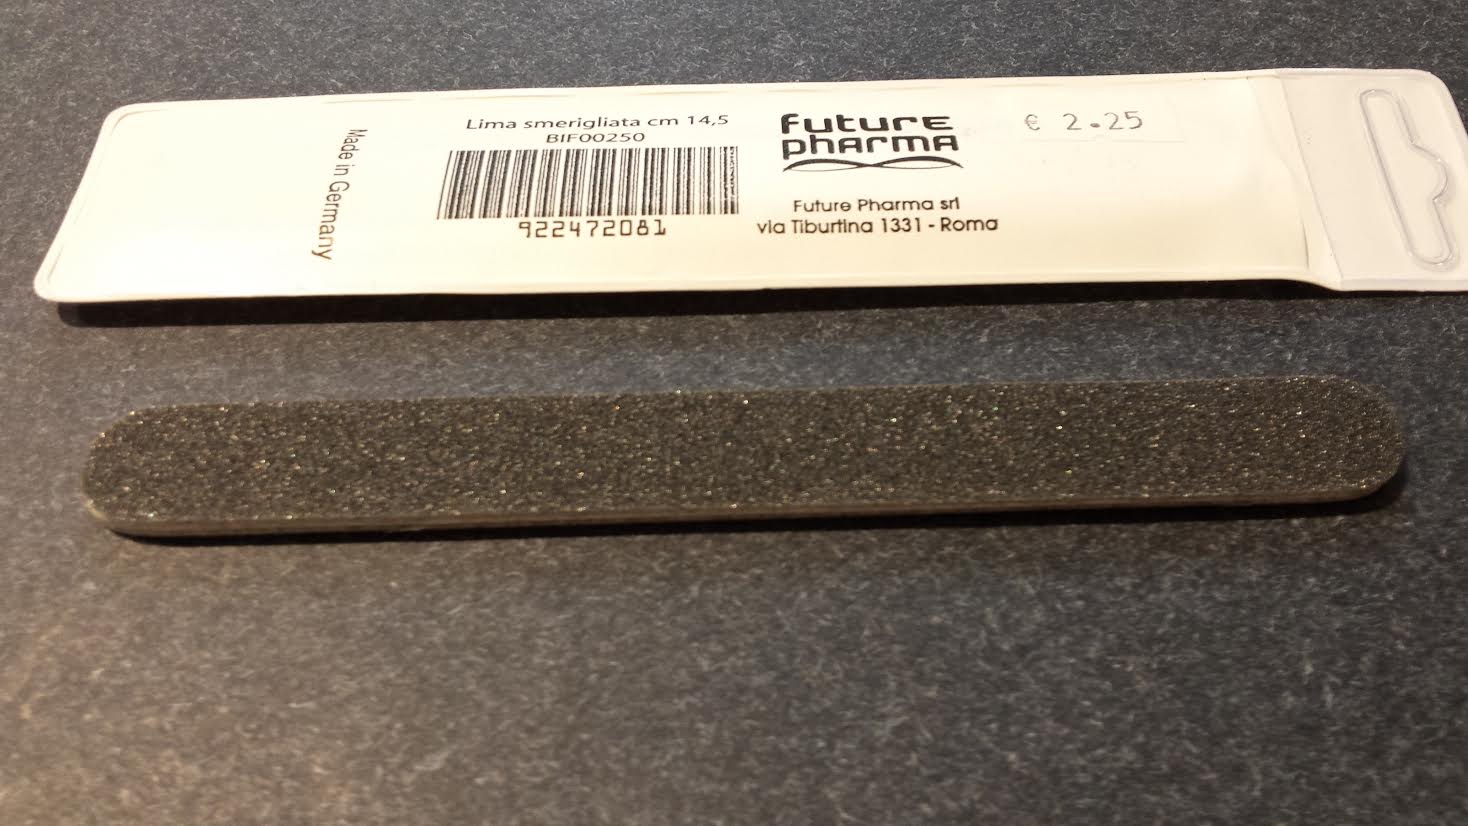 Made in Germany
Lima smerigliata cm 14,5
BIF00250
922472081
future
pharma
Future Pharma srl
via Tiburtina 1331 - Roma
€ 2.25